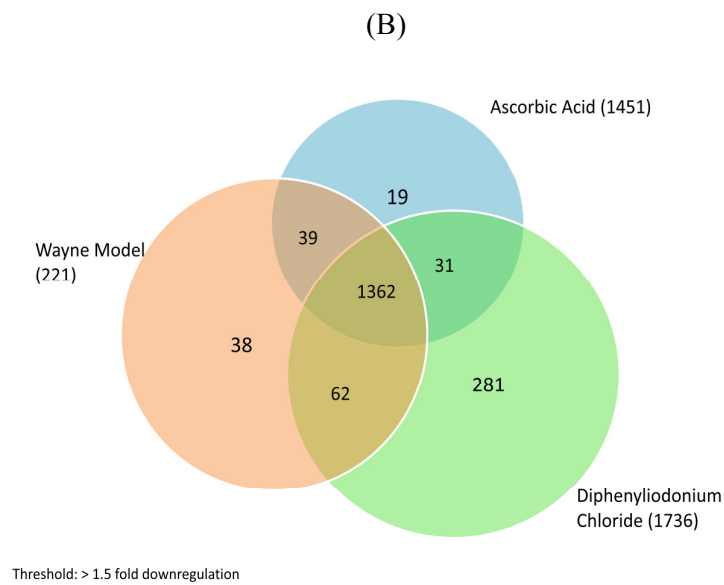 (B)
Ascorbic Acid (1451)
19
Wayne Model
(221)
39
31
1362
38
62
281
Diphenyliodonium
Chloride (1736)
Threshold: > 1.5 fold downregulation